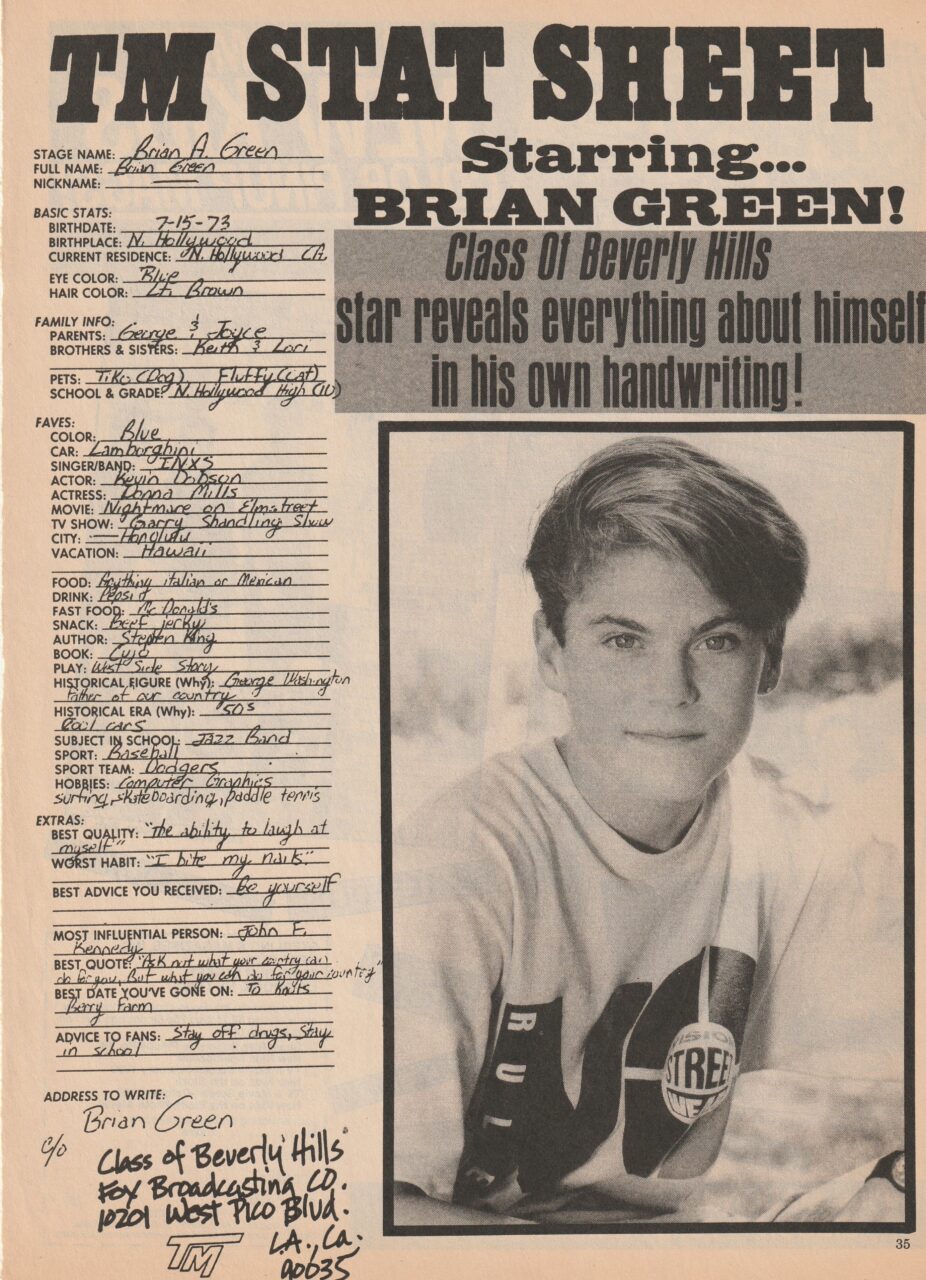 TM STAT SHEET
Starring...
BRIAN GREEN!
Class Of Beverly Hills
star reveals everything about himself
in his own handwriting!
STAGE NAME: Brian A. Green
FULL NAME: Brian Green
NICKNAME: —
BASIC STATS:
BIRTHDATE: 7-15-73
BIRTHPLACE: N. Hollywood
CURRENT RESIDENCE: N. Hollywood CA.
EYE COLOR: Blue
HAIR COLOR: Lt. Brown
FAMILY INFO:
PARENTS: George & Joyce
BROTHERS & SISTERS: Keith & Lori
PETS: Tiko (Dog) Fluffy (Cat)
SCHOOL & GRADE: N. Hollywood High (10)
FAVES:
COLOR: Blue
CAR: Lamborghini
SINGER/BAND: INXS
ACTOR: Kevin Dobson
ACTRESS: Donna Mills
MOVIE: Nightmare on Elmstreet
TV SHOW: Garry Shandling Show
CITY: Honolulu
VACATION: Hawaii
FOOD: Anything italian or Mexican
DRINK: Pepsi
FAST FOOD: Mc Donald's
SNACK: Beef jerky
AUTHOR: Stephen King
BOOK: Cujo
PLAY: West Side Story
HISTORICAL FIGURE (Why): George Washington
father of our country
HISTORICAL ERA (Why): 50s
Cool cars
SUBJECT IN SCHOOL: Jazz Band
SPORT: Baseball
SPORT TEAM: Dodgers
HOBBIES: Computer Graphics
surfing, skateboarding, paddle tennis
EXTRAS:
BEST QUALITY: "the ability to laugh at
myself"
WORST HABIT: "I bite my nails."
BEST ADVICE YOU RECEIVED: Be yourself
MOST INFLUENTIAL PERSON: John F.
Kennedy
BEST QUOTE: "Ask not what your contry can
do for you, But what you can do for your country"
BEST DATE YOU'VE GONE ON: To Knots
Berry Farm
ADVICE TO FANS: Stay off drugs, Stay
in school
ADDRESS TO WRITE:
Brian Green
c/o Class of Beverly Hills
Fox Broadcasting CO.
10201 West Pico Blvd.
L.A., Ca.
90035
TM
RULE
VISION
STREET
WEAR
35